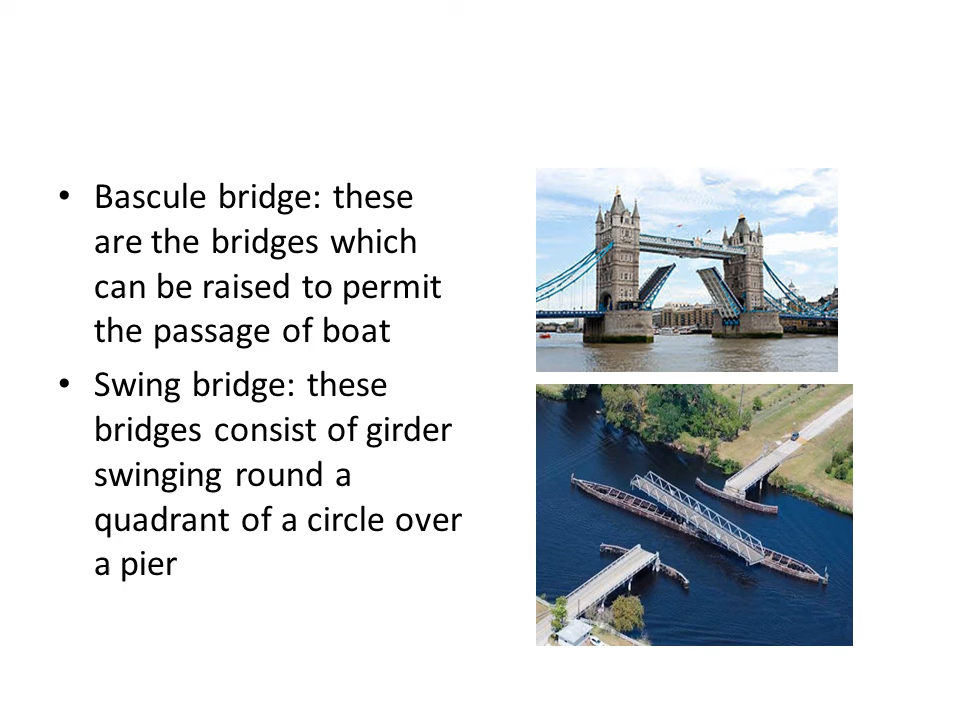 • Bascule bridge: these
are the bridges which
can be raised to permit
the passage of boat
• Swing bridge: these
bridges consist of girder
swinging round a
quadrant of a circle over
a pier